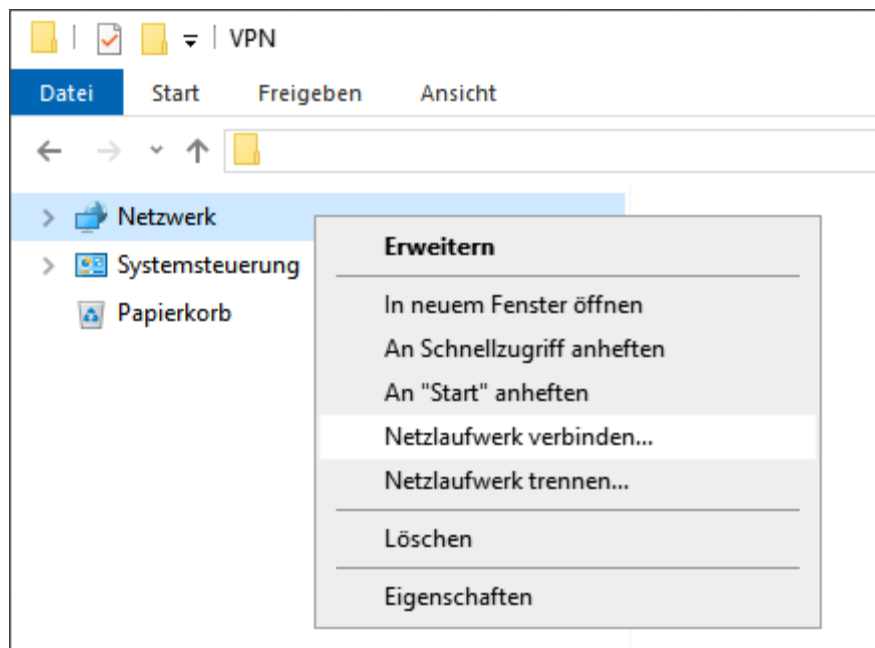 VPN
Datei Start Freigeben Ansicht
Netzwerk
Systemsteuerung
Papierkorb
Erweitern
In neuem Fenster öffnen
An Schnellzugriff anheften
An "Start" anheften
Netzlaufwerk verbinden...
Netzlaufwerk trennen...
Löschen
Eigenschaften